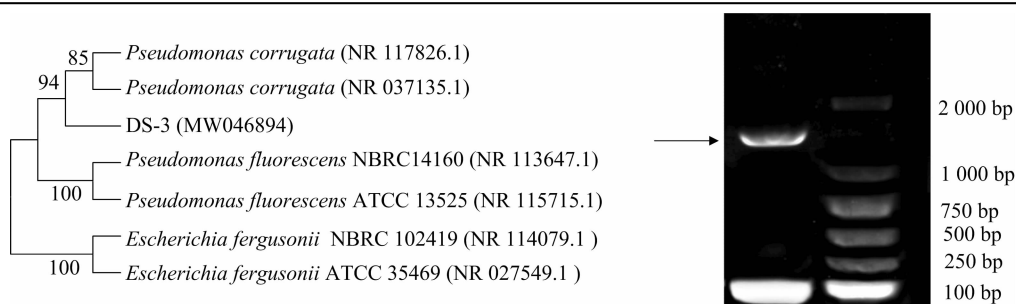 85
94
100
100
Pseudomonas corrugata (NR 117826.1)
Pseudomonas corrugata (NR 037135.1)
DS-3 (MW046894)
Pseudomonas fluorescens NBRC14160 (NR 113647.1)
Pseudomonas fluorescens ATCC 13525 (NR 115715.1)
Escherichia fergusonii NBRC 102419 (NR 114079.1 )
Escherichia fergusonii ATCC 35469 (NR 027549.1 )
2 000 bp
1 000 bp
750 bp
500 bp
250 bp
100 bp